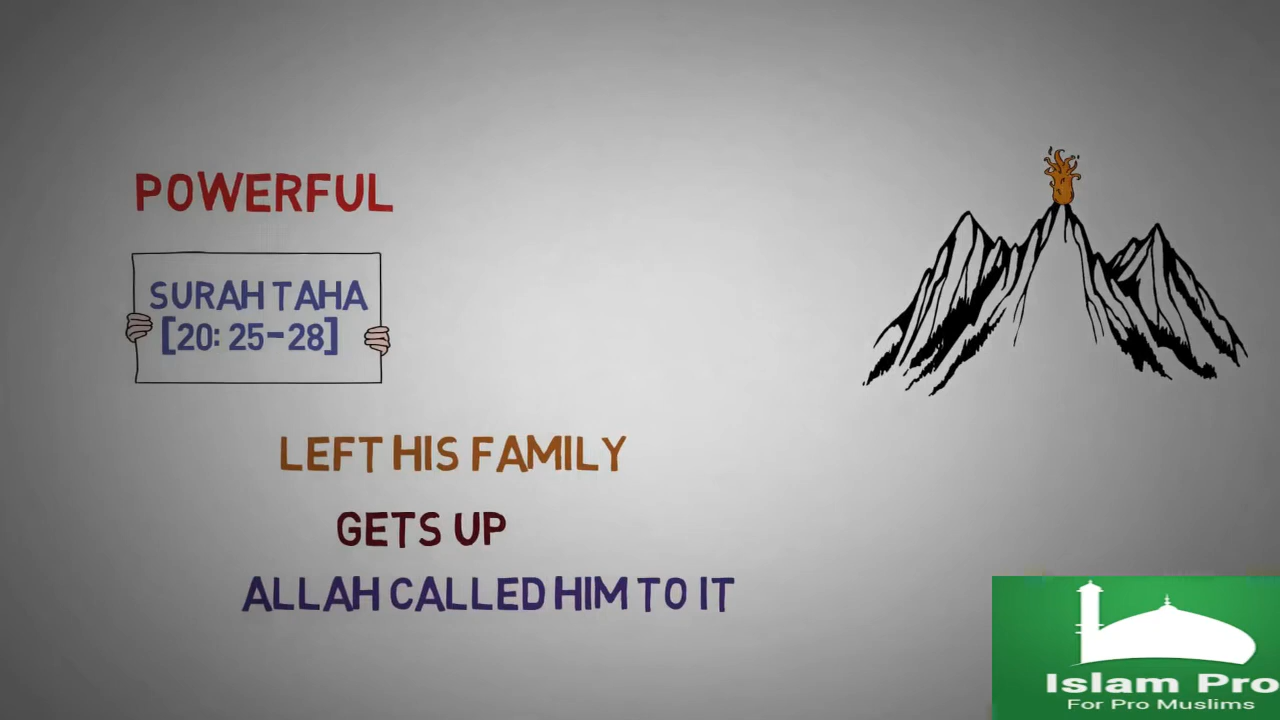 POWERFUL
SURAH TAHA
[20: 25-28]
LEFT HIS FAMILY
GETS UP
ALLAH CALLED HIM TO IT
Islam Pro
For Pro Muslims